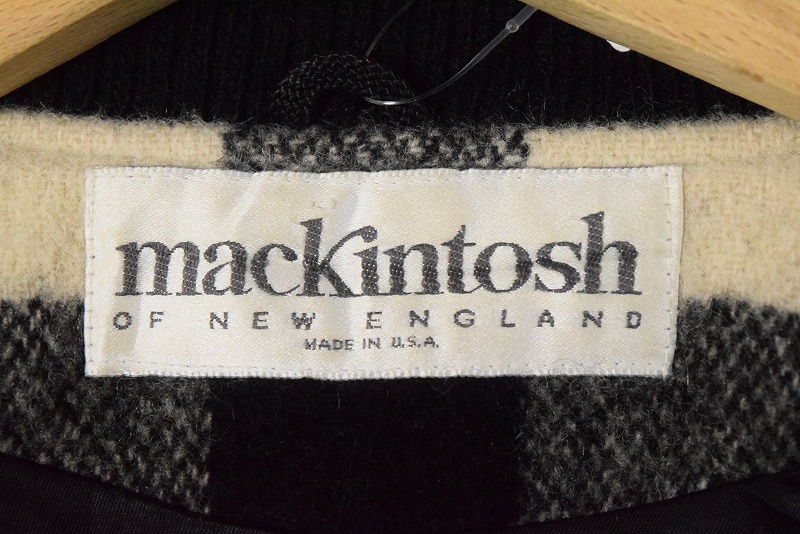 mackintosh
OF NEW ENGLAND
MADE IN U.S.A.